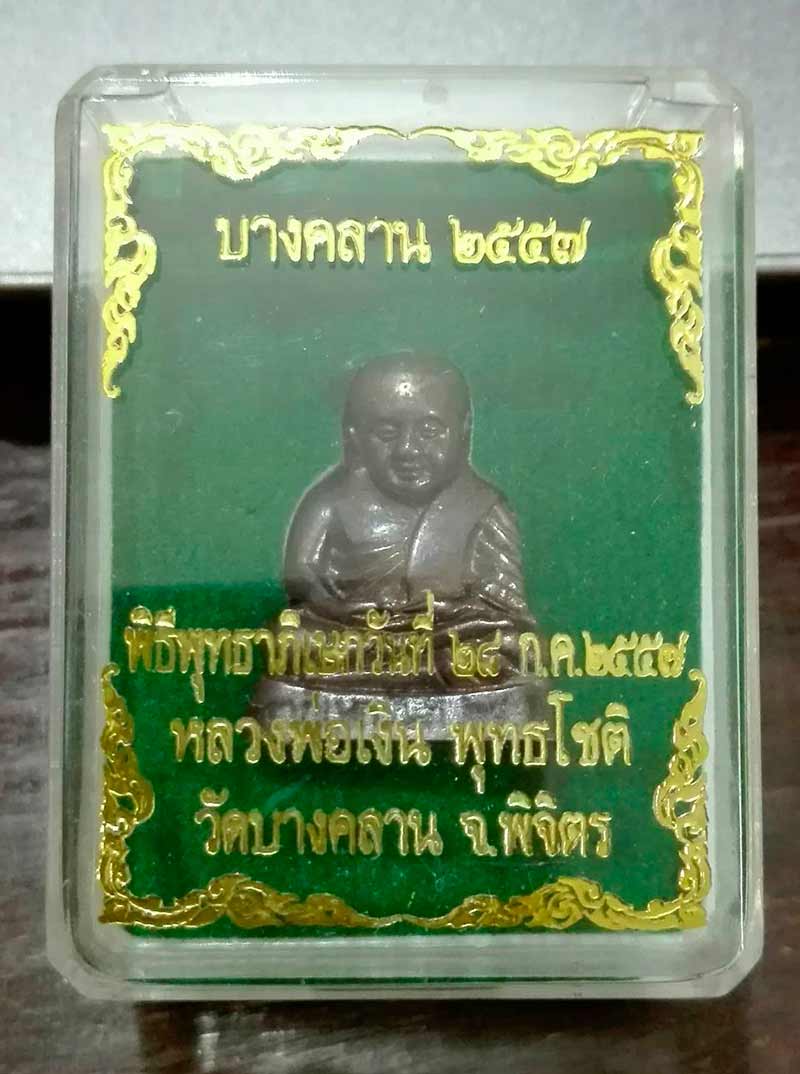 บางคลาน ๒๕๕๗
พิธีพุทธาภิเษกวันที่ ๒๘ ก.ค.๒๕๕๗
หลวงพ่อเงิน พุทธโชติ
วัดบางคลาน จ.พิจิตร